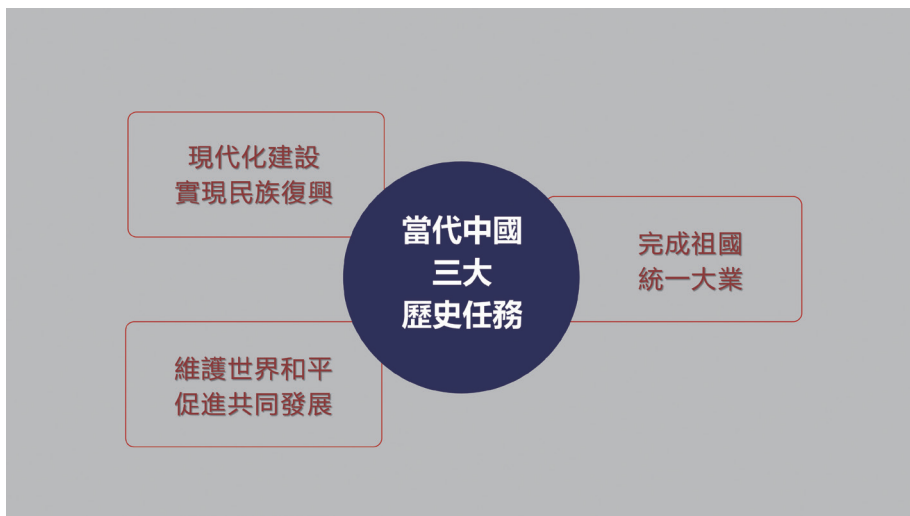 現代化建設
實現民族復興
當代中國
三大
歷史任務
完成祖國
統一大業
維護世界和平
促進共同發展